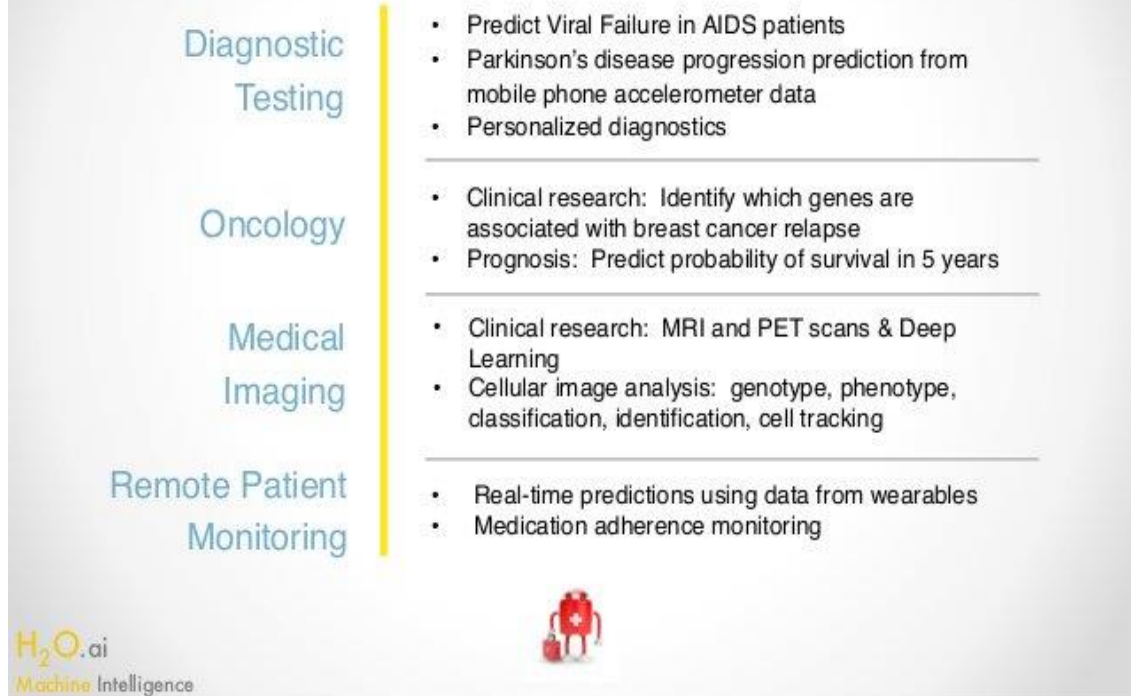 Diagnostic
Testing
• Predict Viral Failure in AIDS patients
• Parkinson’s disease progression prediction from
mobile phone accelerometer data
• Personalized diagnostics
Oncology
• Clinical research: Identify which genes are
associated with breast cancer relapse
• Prognosis: Predict probability of survival in 5 years
Medical
Imaging
• Clinical research: MRI and PET scans & Deep
Learning
• Cellular image analysis: genotype, phenotype,
classification, identification, cell tracking
Remote Patient
Monitoring
• Real-time predictions using data from wearables
• Medication adherence monitoring
H₂O.ai
Machine Intelligence